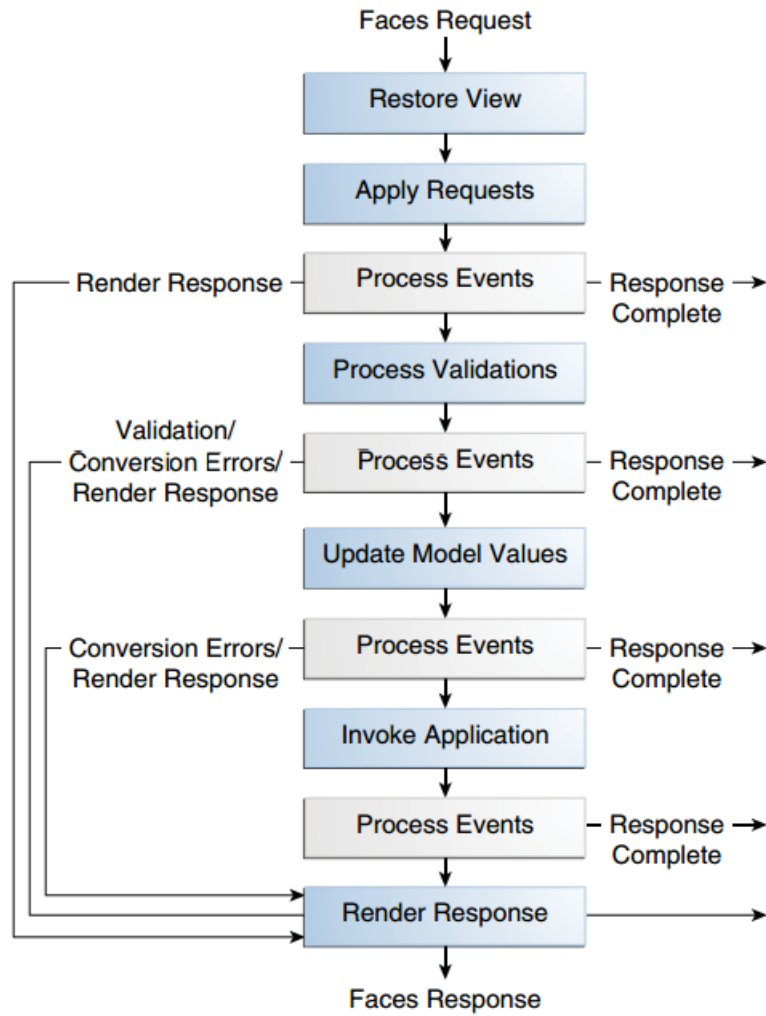 Faces Request
Restore View
Apply Requests
Render Response
Process Events
Response
Complete
Process Validations
Validation/
Conversion Errors/
Render Response
Process Events
Response
Complete
Update Model Values
Conversion Errors/
Render Response
Process Events
Response
Complete
Invoke Application
Process Events
Response
Complete
Render Response
Faces Response